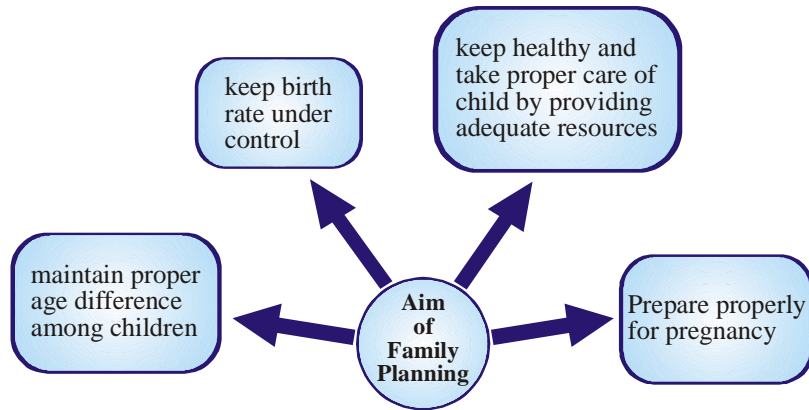 keep birth
rate under
control
keep healthy and
take proper care of
child by providing
adequate resources
maintain proper
age difference
among children
Aim
of
Family
Planning
Prepare properly
for pregnancy